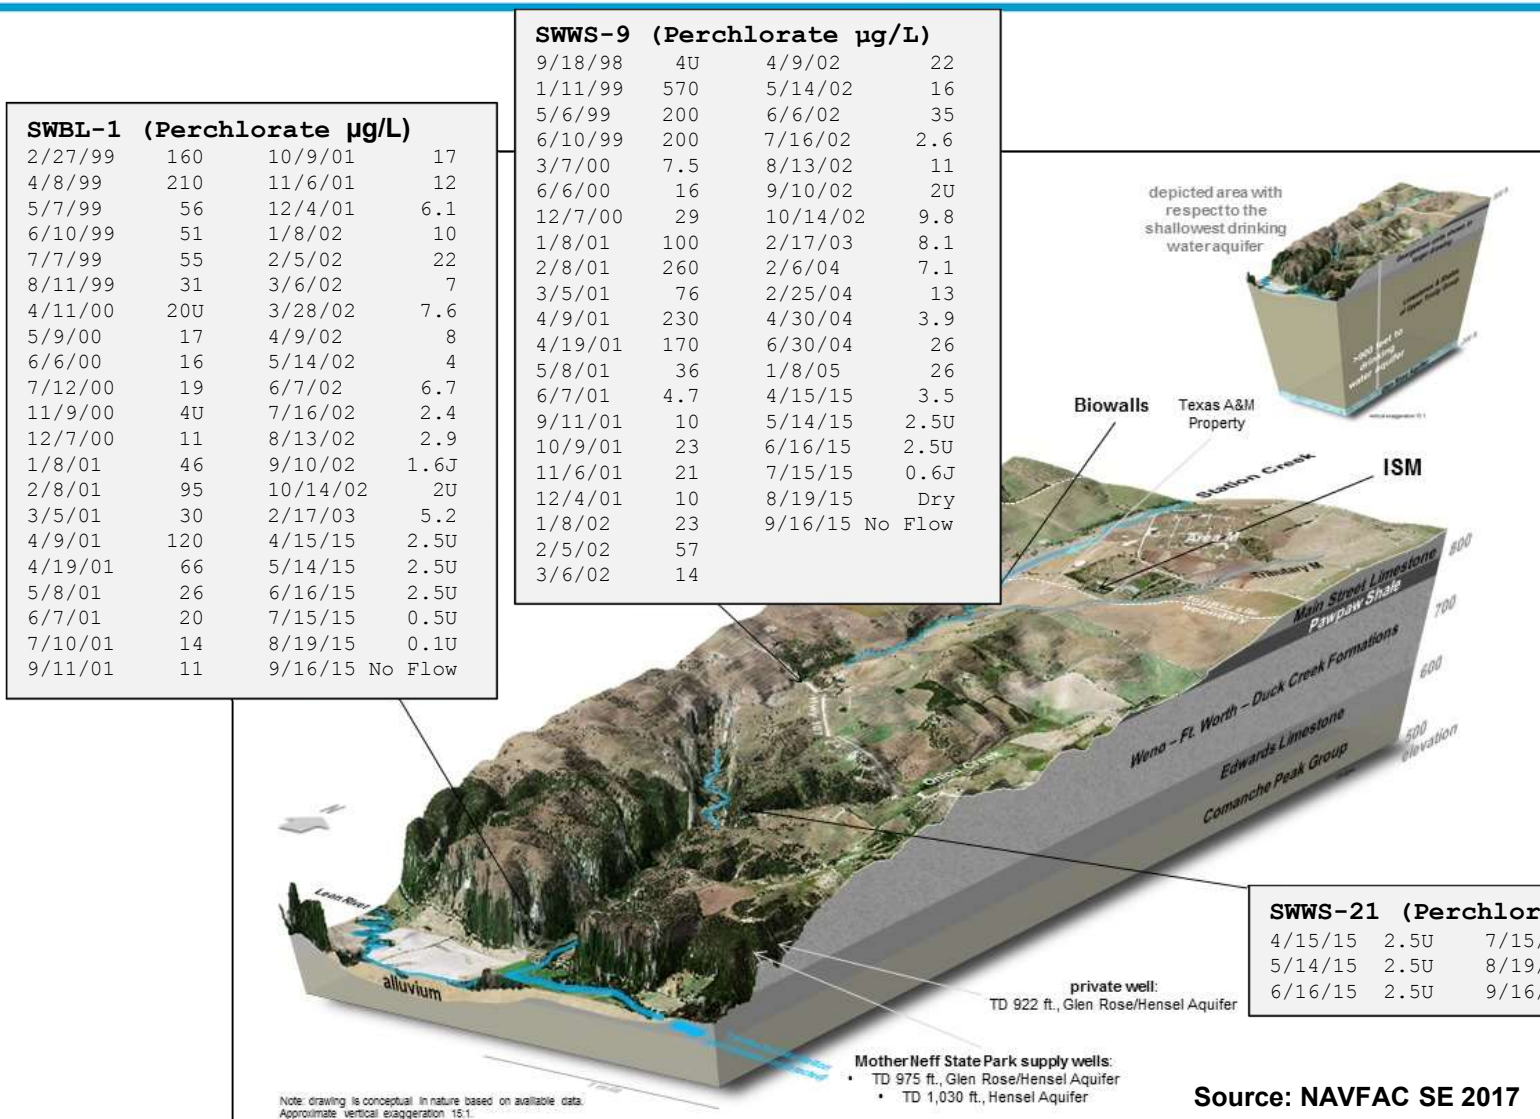 SWWS-9 (Perchlorate µg/L)
9/18/98 4U 4/9/02 22
1/11/99 570 5/14/02 16
5/6/99 200 6/6/02 35
6/10/99 200 7/16/02 2.6
3/7/00 7.5 8/13/02 11
6/6/00 16 9/10/02 2U
12/7/00 29 10/14/02 9.8
1/8/01 100 2/17/03 8.1
2/8/01 260 2/6/04 7.1
3/5/01 76 2/25/04 13
4/9/01 230 4/30/04 3.9
4/19/01 170 6/30/04 26
5/8/01 36 1/8/05 26
6/7/01 4.7 4/15/15 3.5
9/11/01 10 5/14/15 2.5U
10/9/01 23 6/16/15 2.5U
11/6/01 21 7/15/15 0.6J
12/4/01 10 8/19/15 Dry
1/8/02 23 9/16/15 No Flow
2/5/02 57
3/6/02 14
SWBL-1 (Perchlorate µg/L)
2/27/99 160 10/9/01 17
4/8/99 210 11/6/01 12
5/7/99 56 12/4/01 6.1
6/10/99 51 1/8/02 10
7/7/99 55 2/5/02 22
8/11/99 31 3/6/02 7
4/11/00 20U 3/28/02 7.6
5/9/00 17 4/9/02 8
6/6/00 16 5/14/02 4
7/12/00 19 6/7/02 6.7
11/9/00 4U 7/16/02 2.4
12/7/00 11 8/13/02 2.9
1/8/01 46 9/10/02 1.6J
2/8/01 95 10/14/02 2U
3/5/01 30 2/17/03 5.2
4/9/01 120 4/15/15 2.5U
4/19/01 66 5/14/15 2.5U
5/8/01 26 6/16/15 2.5U
6/7/01 20 7/15/15 0.5U
7/10/01 14 8/19/15 0.1U
9/11/01 11 9/16/15 No Flow
depicted area with
respect to the
shallowest drinking
water aquifer
>900 feet to
drinking
water aquifer
Biowalls
Texas A&M
Property
ISM
Station Creek
Area M
Tributary M
boundary
Main Street Limestone
Pawpaw Shale
Weno – Ft. Worth – Duck Creek Formations
Edwards Limestone
Comanche Peak Group
800
700
600
500
elevation
HWY 107
Onion Creek
N
Leon River
alluvium
SWWS-21 (Perchlor
4/15/15 2.5U 7/15/
5/14/15 2.5U 8/19/
6/16/15 2.5U 9/16/
private well:
TD 922 ft., Glen Rose/Hensel Aquifer
Mother Neff State Park supply wells:
• TD 975 ft., Glen Rose/Hensel Aquifer
• TD 1,030 ft., Hensel Aquifer
1 mile
Note: drawing is conceptual in nature based on available data.
Approximate vertical exaggeration 15:1.
Source: NAVFAC SE 2017